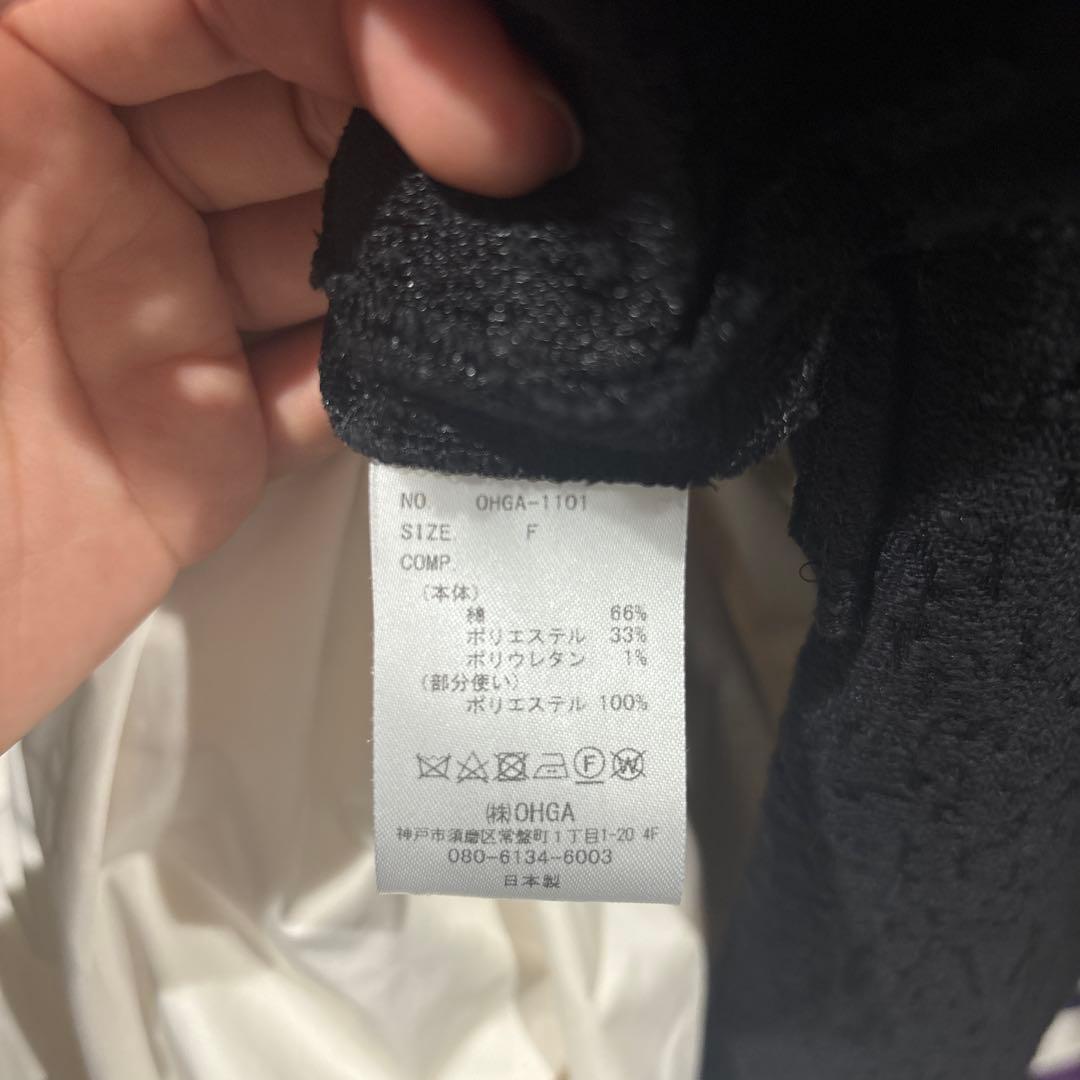 NO. OHGA-1101
SIZE. F
COMP.
(本体)
綿 66%
ポリエステル 33%
ポリウレタン 1%
(部分使い)
ポリエステル 100%
F W
㈱OHGA
神戸市須磨区常盤町1丁目1-20 4F
080-6134-6003
日本製